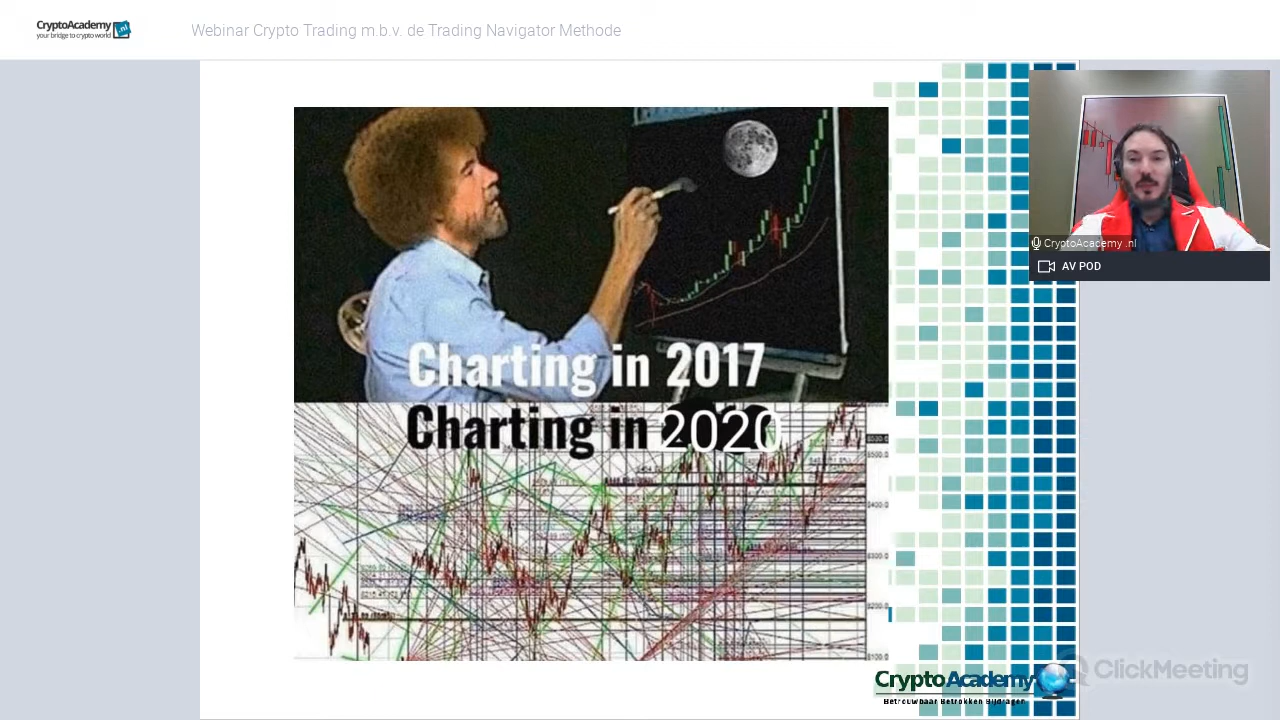 CryptoAcademy
.nl
your bridge to crypto world
Webinar Crypto Trading m.b.v. de Trading Navigator Methode
CryptoAcademy .nl
AV POD
Charting in 2017
Charting in 2020
ClickMeeting
CryptoAcademy
Betrouwbaar Betrokken Bijdragen